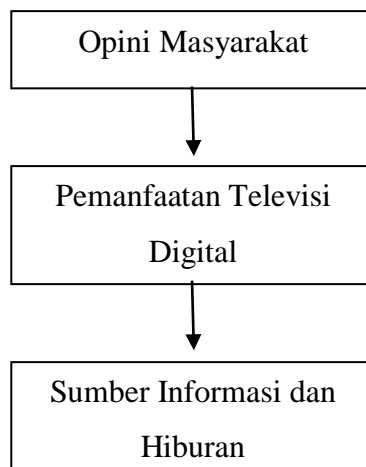 Opini Masyarakat
Pemanfaatan Televisi
Digital
Sumber Informasi dan
Hiburan